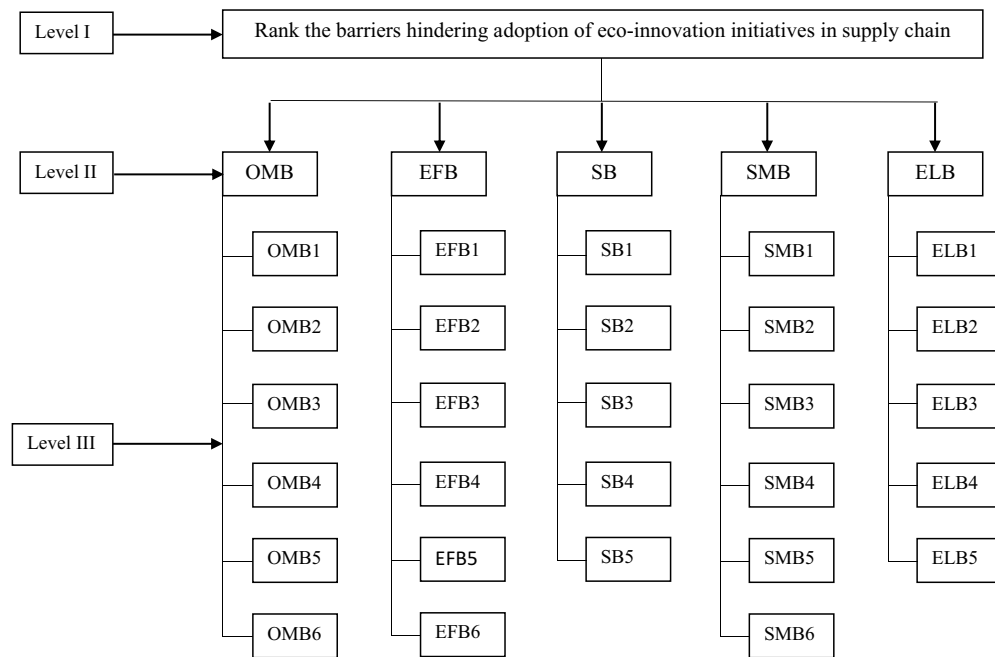 Level I
Rank the barriers hindering adoption of eco-innovation initiatives in supply chain
Level II
OMB
EFB
SB
SMB
ELB
OMB1
EFB1
SB1
SMB1
ELB1
OMB2
EFB2
SB2
SMB2
ELB2
OMB3
EFB3
SB3
SMB3
ELB3
Level III
OMB4
EFB4
SB4
SMB4
ELB4
OMB5
EFB5
SB5
SMB5
ELB5
OMB6
EFB6
SMB6